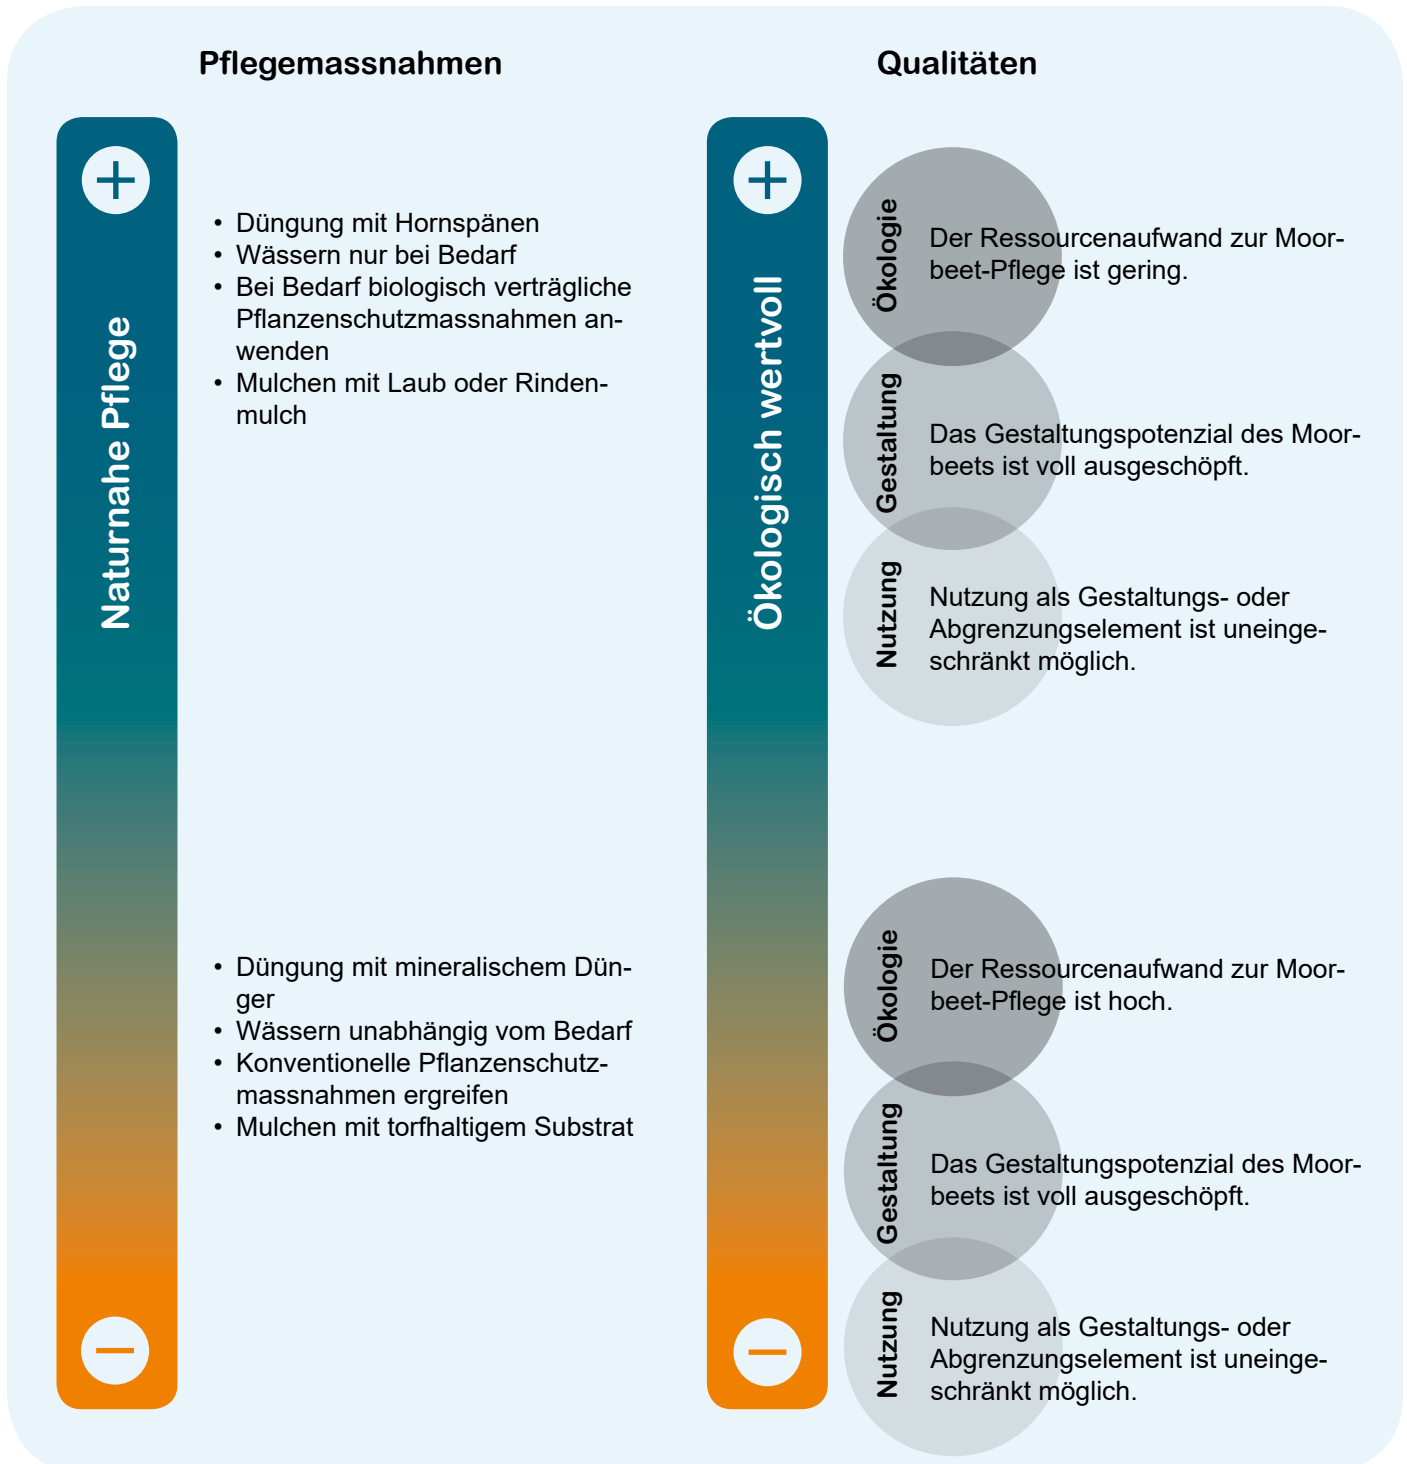 Pflegemassnahmen
Naturnahe Pflege
• Düngung mit Hornspänen
• Wässern nur bei Bedarf
• Bei Bedarf biologisch verträgliche
Pflanzenschutzmassnahmen an-
wenden
• Mulchen mit Laub oder Rinden-
mulch
• Düngung mit mineralischem Dün-
ger
• Wässern unabhängig vom Bedarf
• Konventionelle Pflanzenschutz-
massnahmen ergreifen
• Mulchen mit torfhaltigem Substrat
Qualitäten
Ökologisch wertvoll
Ökologie
Der Ressourcenaufwand zur Moor-
beet-Pflege ist gering.
Gestaltung
Das Gestaltungspotenzial des Moor-
beets ist voll ausgeschöpft.
Nutzung
Nutzung als Gestaltungs- oder
Abgrenzungselement ist uneinge-
schränkt möglich.
Ökologie
Der Ressourcenaufwand zur Moor-
beet-Pflege ist hoch.
Gestaltung
Das Gestaltungspotenzial des Moor-
beets ist voll ausgeschöpft.
Nutzung
Nutzung als Gestaltungs- oder
Abgrenzungselement ist uneinge-
schränkt möglich.